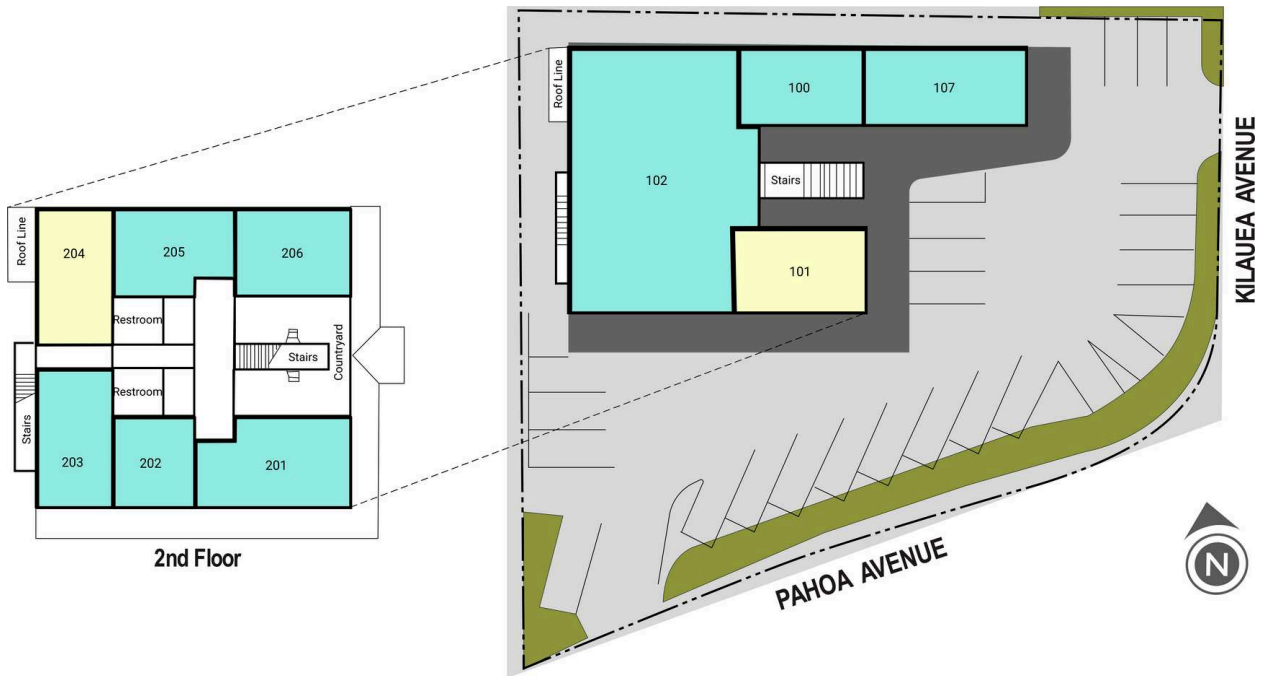 Roof Line
204
205
206
Restroom
Stairs
Countryard
Restroom
Stairs
203
202
201
2nd Floor
Roof Line
100
107
102
Stairs
101
KILAUEA AVENUE
PAHOA AVENUE
N